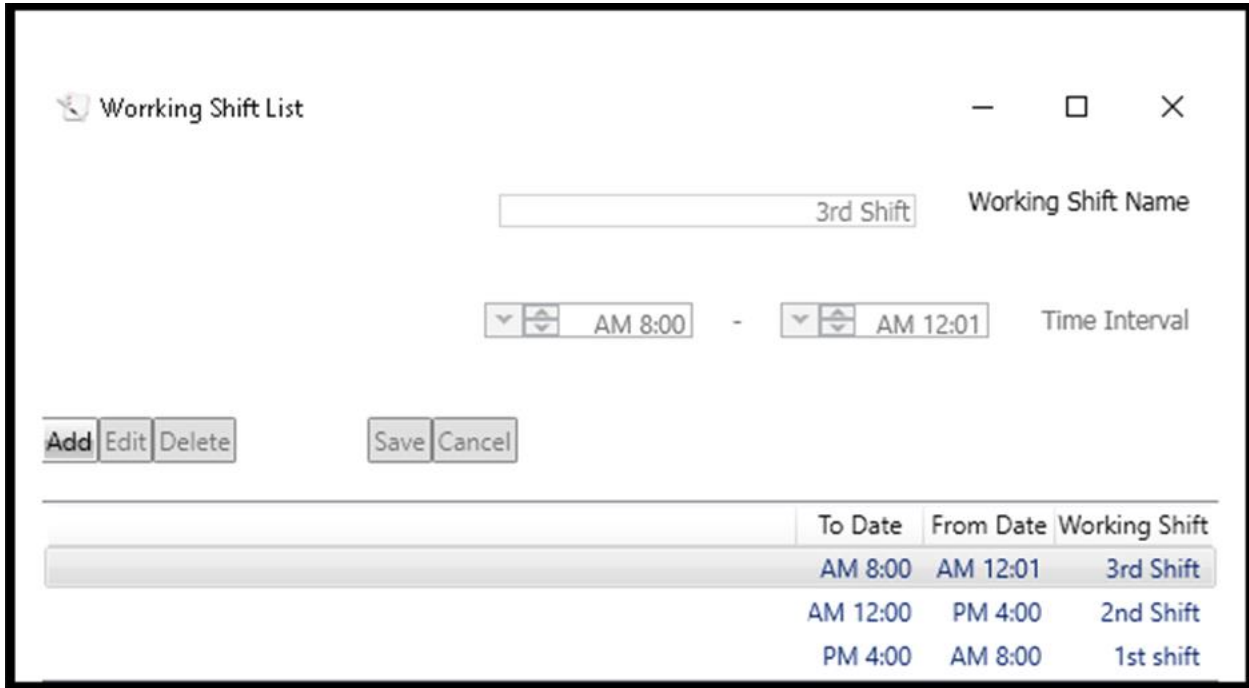 Worrking Shift List
Working Shift Name 3rd Shift
Time Interval AM 12:01 - AM 8:00
Add Edit Delete Save Cancel
To Date From Date Working Shift
AM 8:00 AM 12:01 3rd Shift
AM 12:00 PM 4:00 2nd Shift
PM 4:00 AM 8:00 1st shift